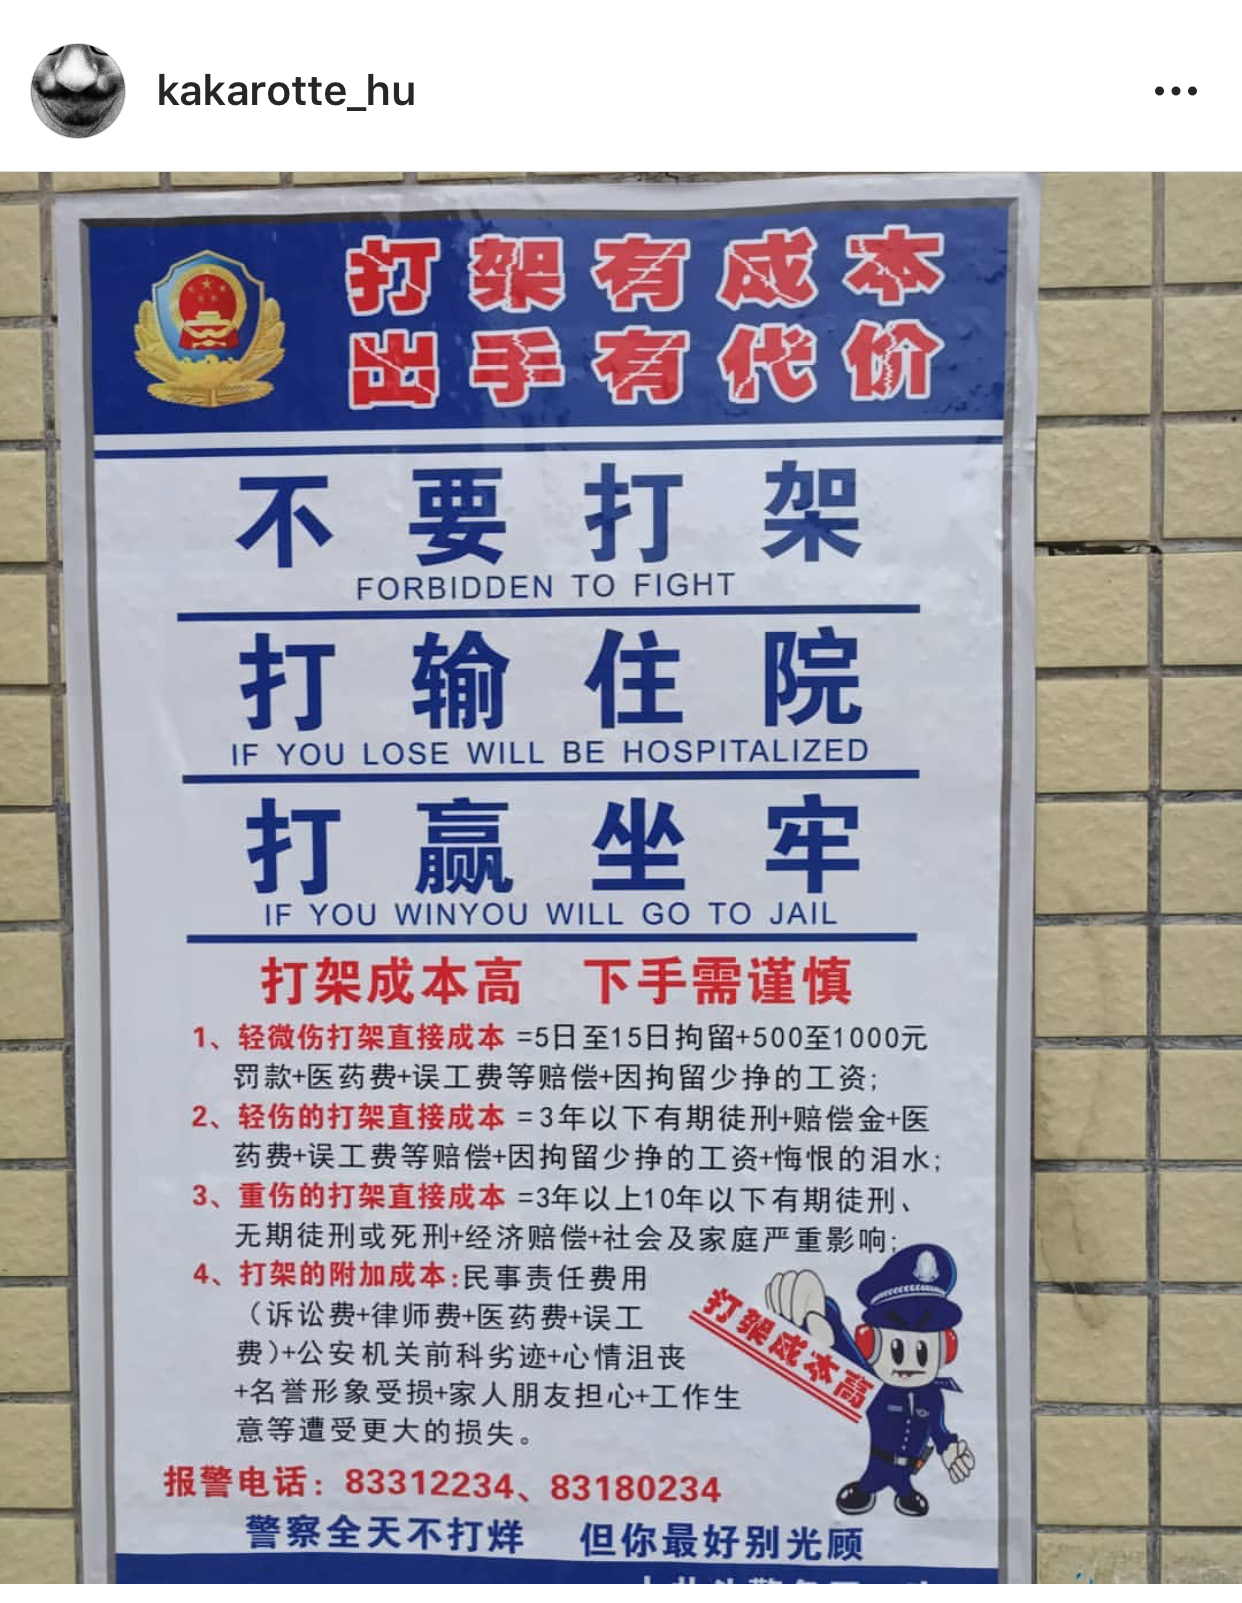 kakarotte_hu
打架有成本
出手有代价
不要打架
FORBIDDEN TO FIGHT
打输住院
IF YOU LOSE WILL BE HOSPITALIZED
打赢坐牢
IF YOU WINYOU WILL GO TO JAIL
打架成本高 下手需谨慎
1、轻微伤打架直接成本 =5日至15日拘留+500至1000元
罚款+医药费+误工费等赔偿+因拘留少挣的工资;
2、轻伤的打架直接成本 =3年以下有期徒刑+赔偿金+医
药费+误工费等赔偿+因拘留少挣的工资+悔恨的泪水;
3、重伤的打架直接成本 =3年以上10年以下有期徒刑、
无期徒刑或死刑+经济赔偿+社会及家庭严重影响;
4、打架的附加成本:民事责任费用
（诉讼费+律师费+医药费+误工
费)+公安机关前科劣迹+心情沮丧
+名誉形象受损+家人朋友担心+工作生
意等遭受更大的损失。
打架成本高
报警电话：83312234、83180234
警察全天不打烊 但你最好别光顾